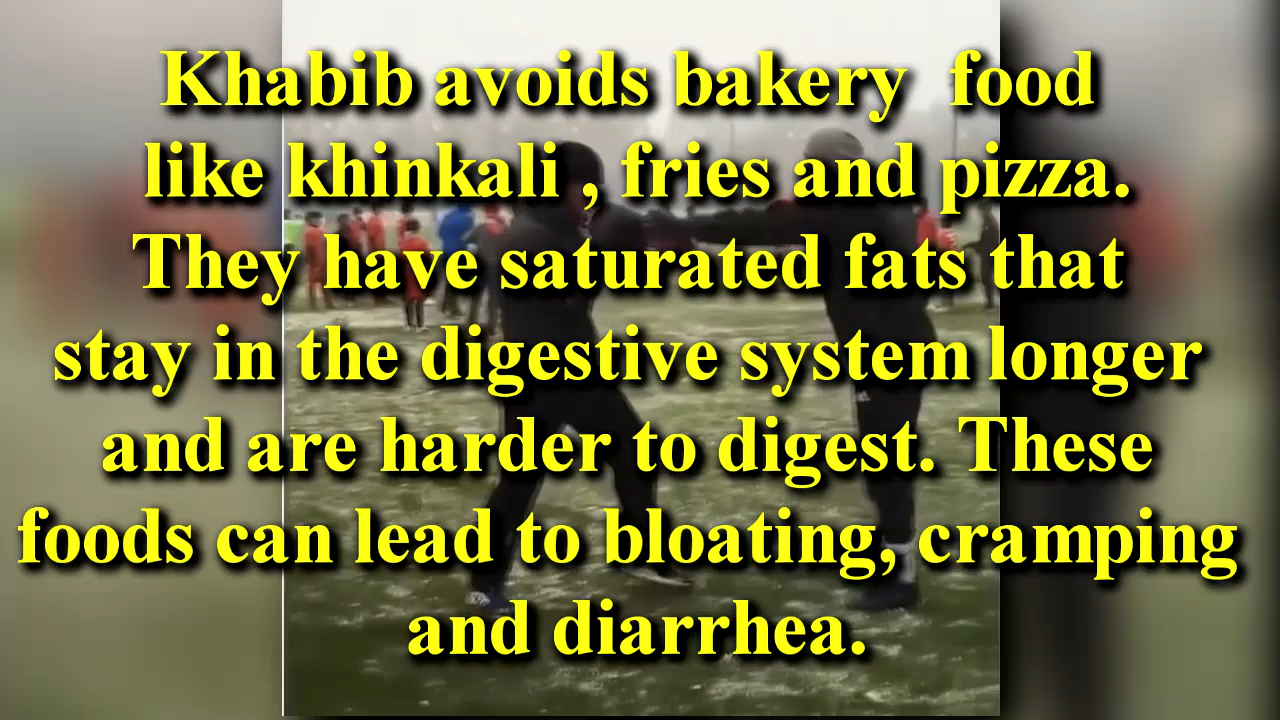 Khabib avoids bakery  food
like khinkali , fries and pizza.
They have saturated fats that
stay in the digestive system longer
and are harder to digest. These
foods can lead to bloating, cramping
and diarrhea.